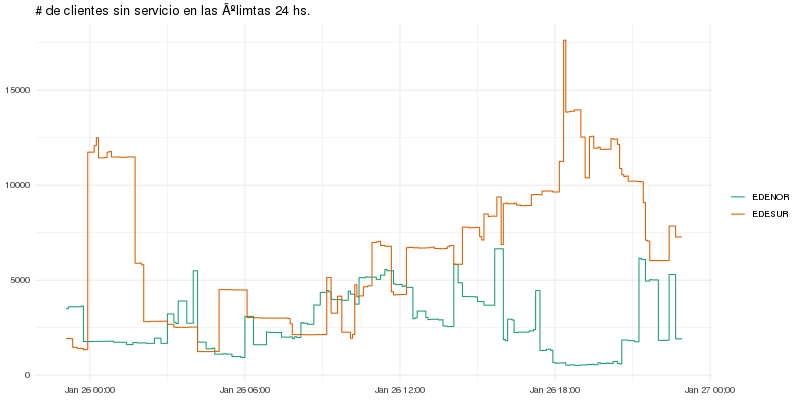 # de clientes sin servicio en las Ãºlimtas 24 hs.
15000
10000
5000
0
Jan 26 00:00
Jan 26 06:00
Jan 26 12:00
Jan 26 18:00
Jan 27 00:00
EDENOR
EDESUR